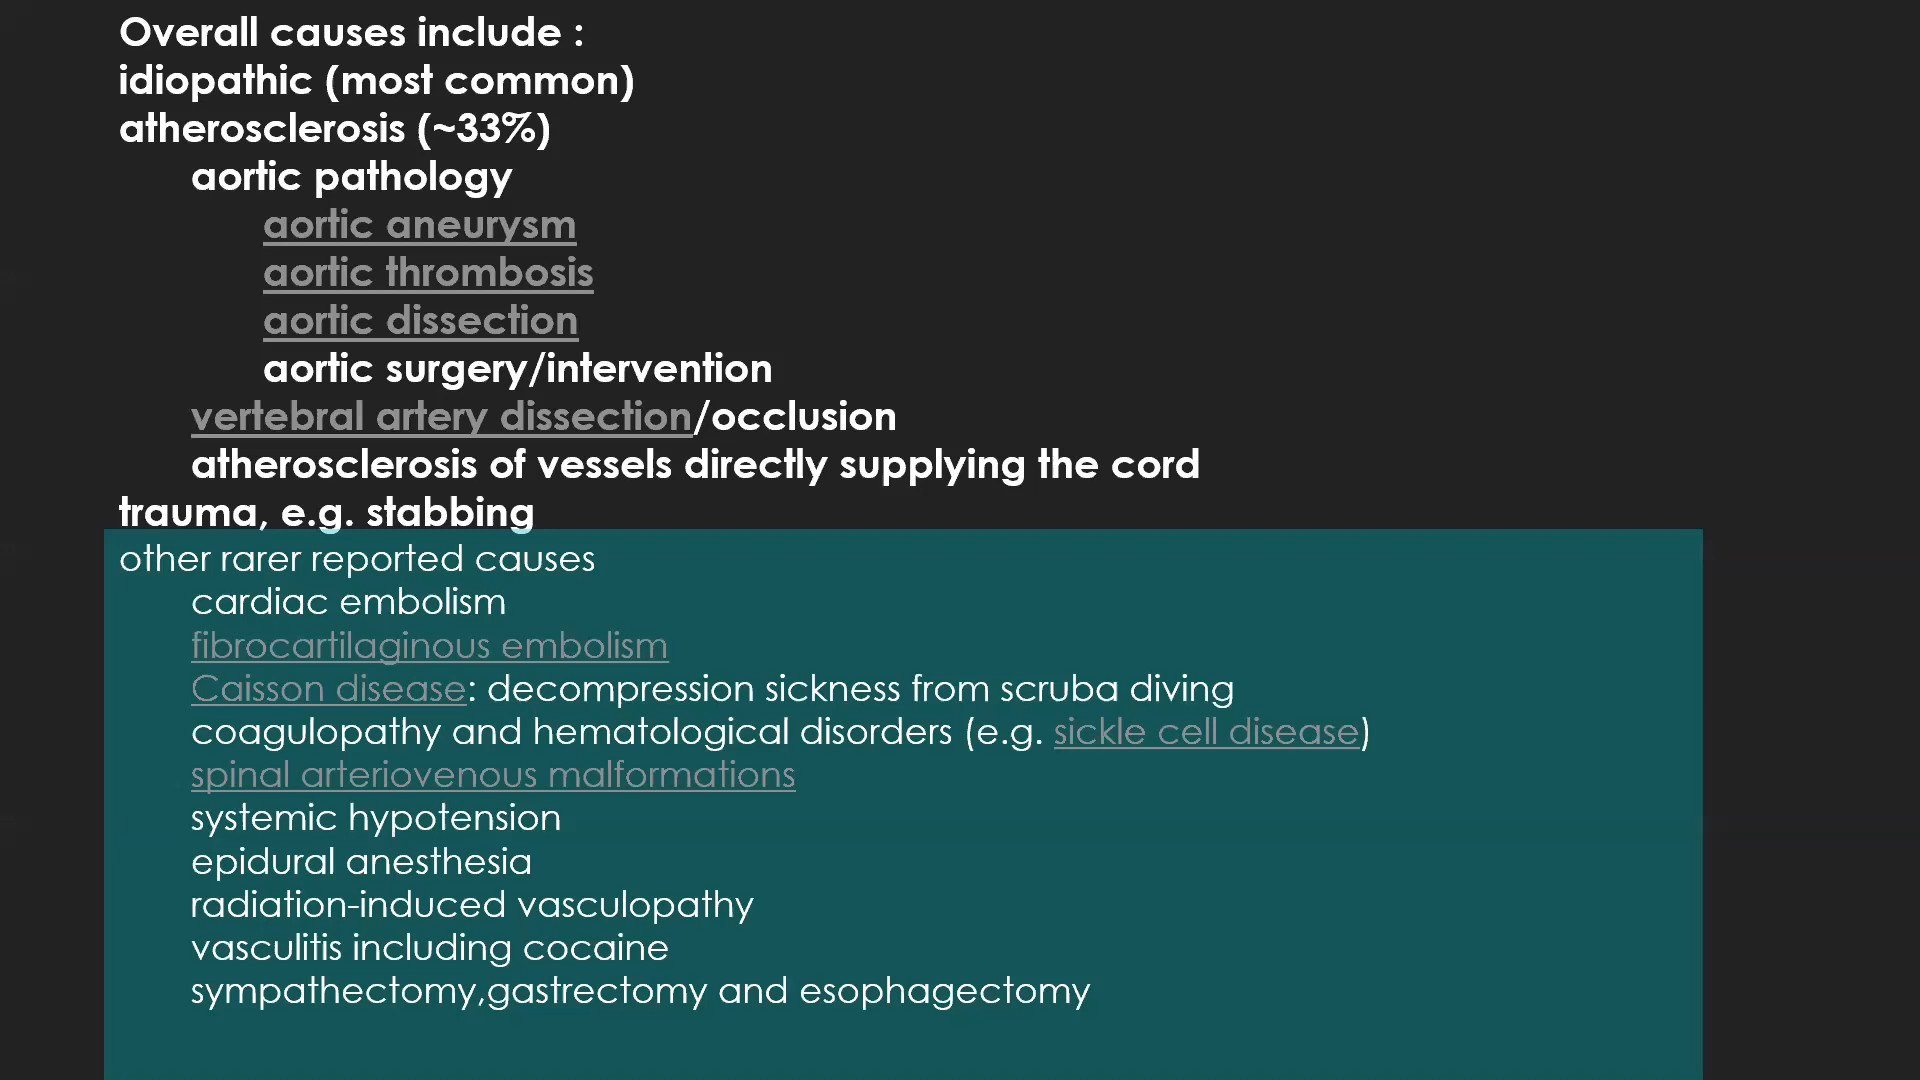 Overall causes include :
idiopathic (most common)
atherosclerosis (~33%)
aortic pathology
aortic aneurysm
aortic thrombosis
aortic dissection
aortic surgery/intervention
vertebral artery dissection/occlusion
atherosclerosis of vessels directly supplying the cord
trauma, e.g. stabbing
other rarer reported causes
cardiac embolism
fibrocartilaginous embolism
Caisson disease: decompression sickness from scruba diving
coagulopathy and hematological disorders (e.g. sickle cell disease)
spinal arteriovenous malformations
systemic hypotension
epidural anesthesia
radiation-induced vasculopathy
vasculitis including cocaine
sympathectomy,gastrectomy and esophagectomy